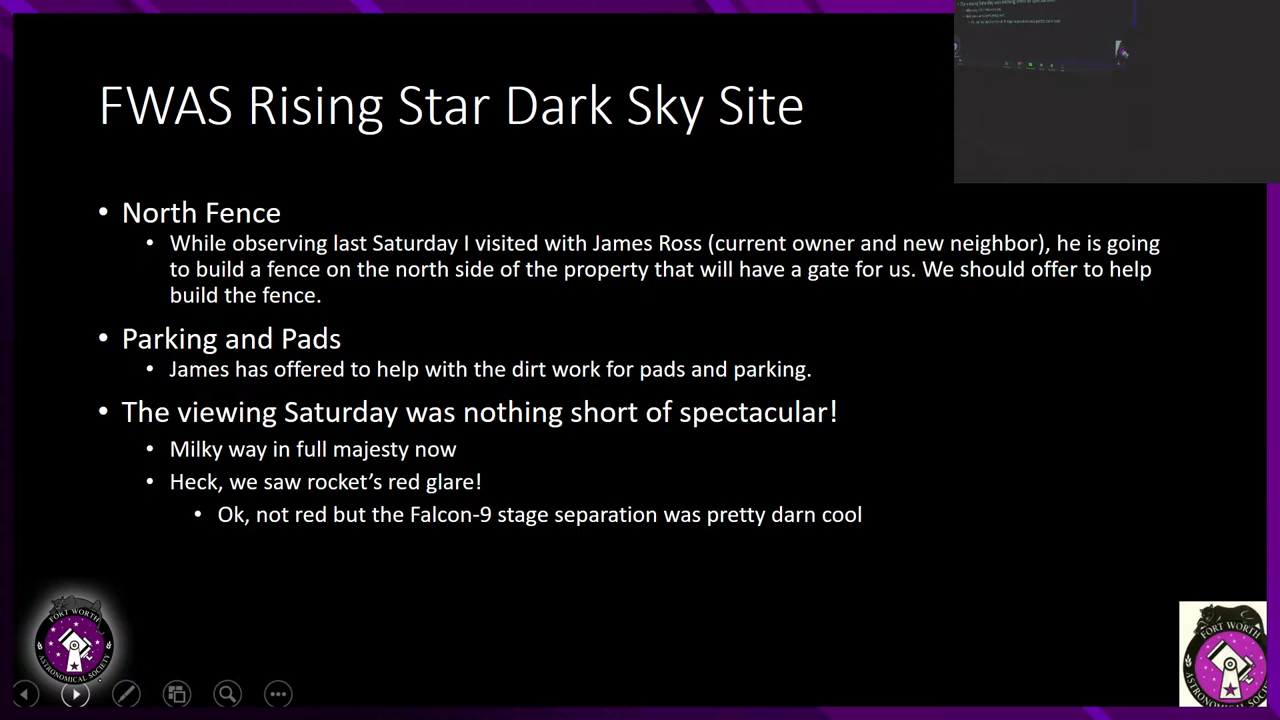 FWAS Rising Star Dark Sky Site
• North Fence
• While observing last Saturday I visited with James Ross (current owner and new neighbor), he is going
to build a fence on the north side of the property that will have a gate for us. We should offer to help
build the fence.
• Parking and Pads
• James has offered to help with the dirt work for pads and parking.
• The viewing Saturday was nothing short of spectacular!
• Milky way in full majesty now
• Heck, we saw rocket's red glare!
• Ok, not red but the Falcon-9 stage separation was pretty darn cool
FORT WORTH
ASTRONOMICAL SOCIETY
FORT WORTH
ASTRONOMICAL SOCIETY